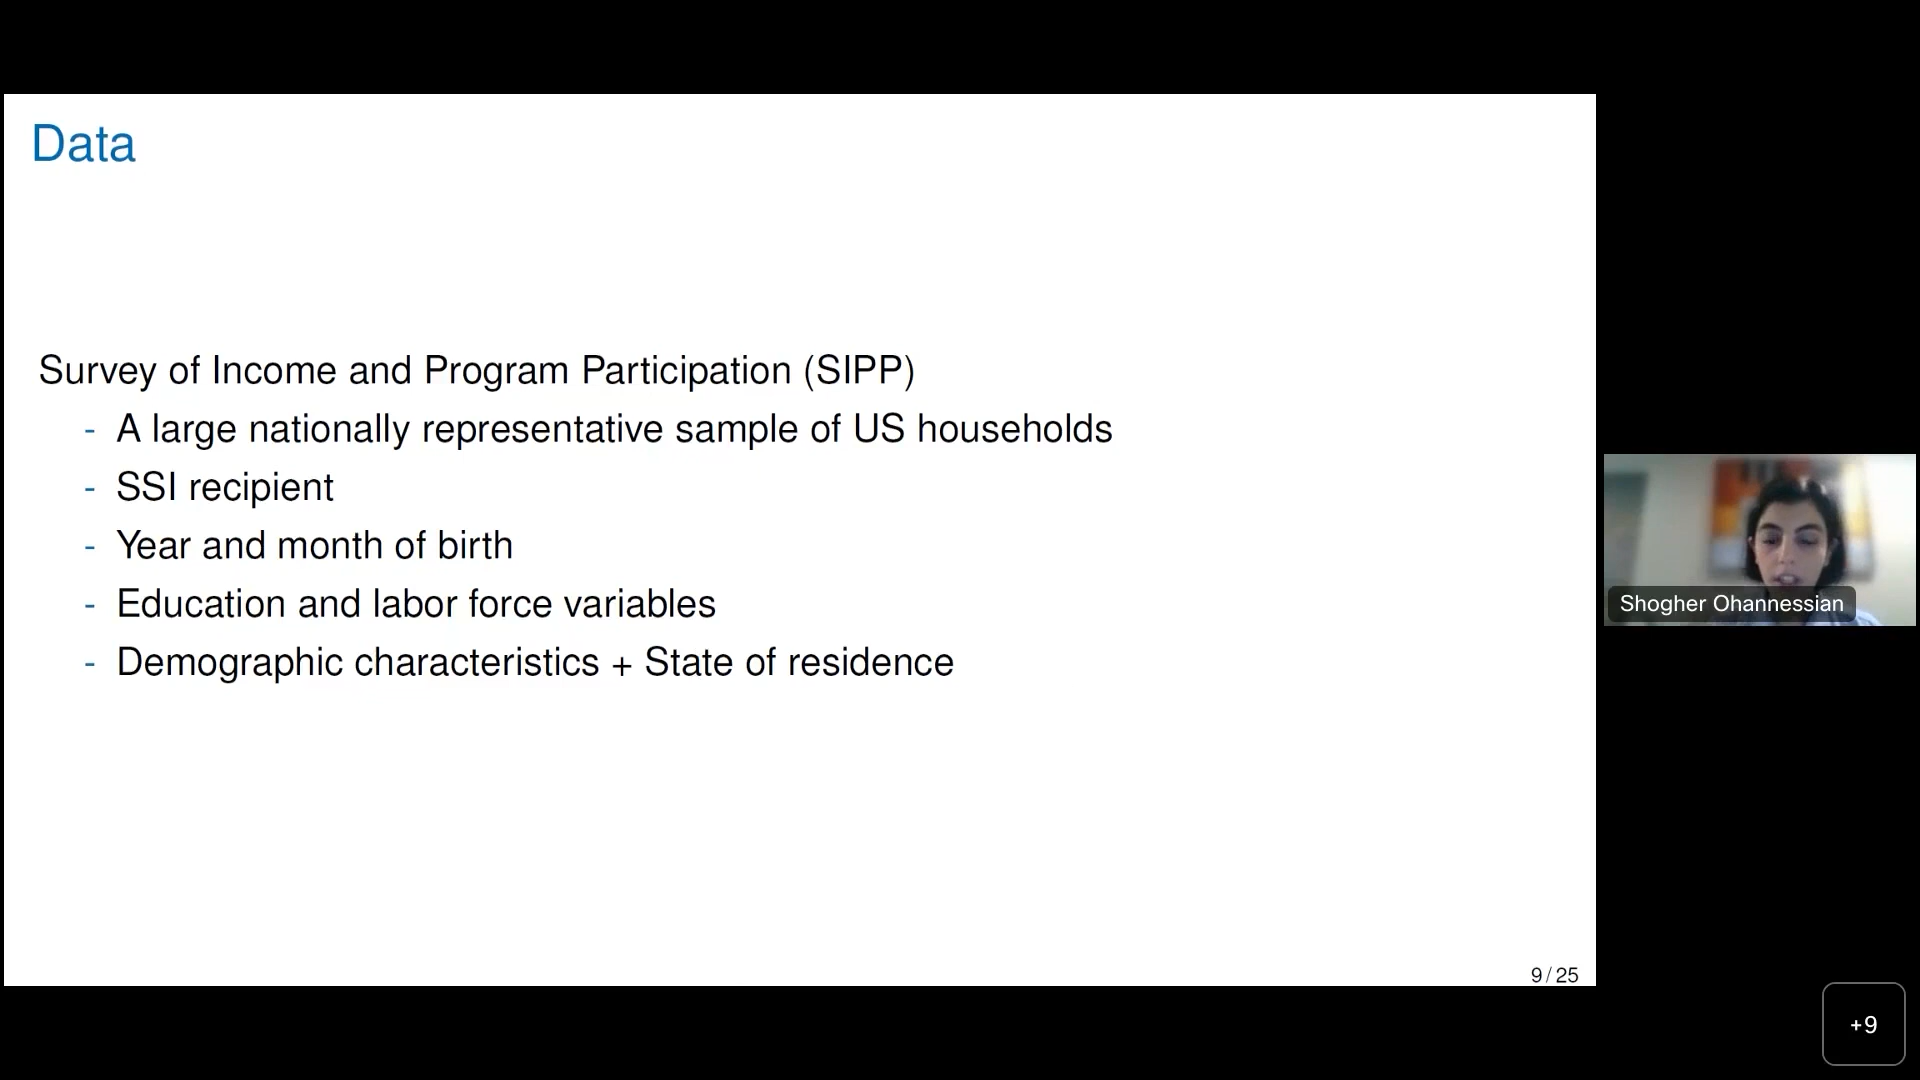 Data
Survey of Income and Program Participation (SIPP)
- A large nationally representative sample of US households
- SSI recipient
- Year and month of birth
- Education and labor force variables
- Demographic characteristics + State of residence
9 / 25
Shogher Ohannessian
+9